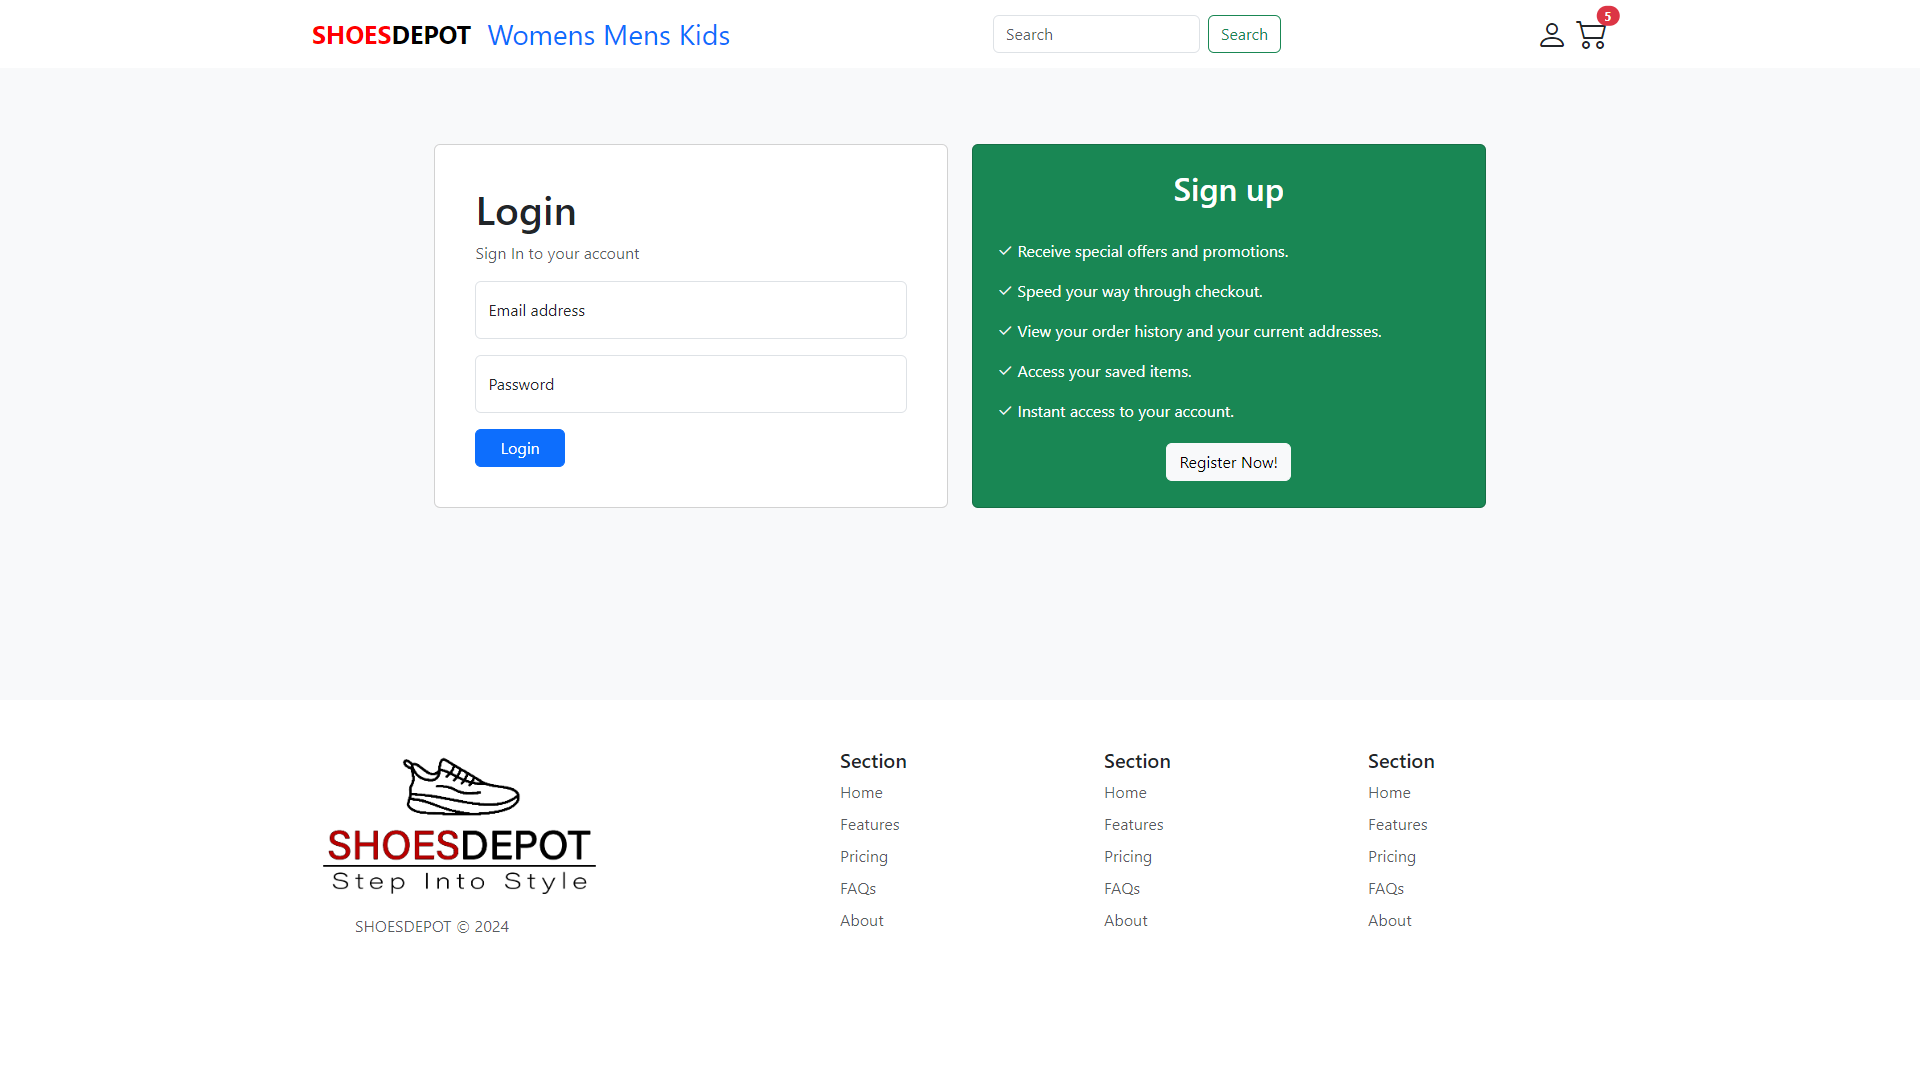 SHOESDEPOT Womens Mens Kids Search Search 5
Login
Sign In to your account
Email address
Password
Login
Sign up
Receive special offers and promotions.
Speed your way through checkout.
View your order history and your current addresses.
Access your saved items.
Instant access to your account.
Register Now!
SHOESDEPOT
Step Into Style
SHOESDEPOT © 2024
Section
Home
Features
Pricing
FAQs
About
Section
Home
Features
Pricing
FAQs
About
Section
Home
Features
Pricing
FAQs
About